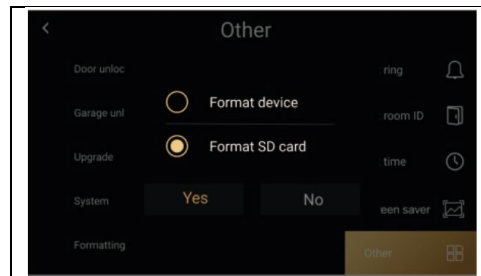 Other
Door unloc
ring
Format device
Garage unl
room ID
Format SD card
Upgrade
time
System
Yes
No
een saver
Formatting
Other